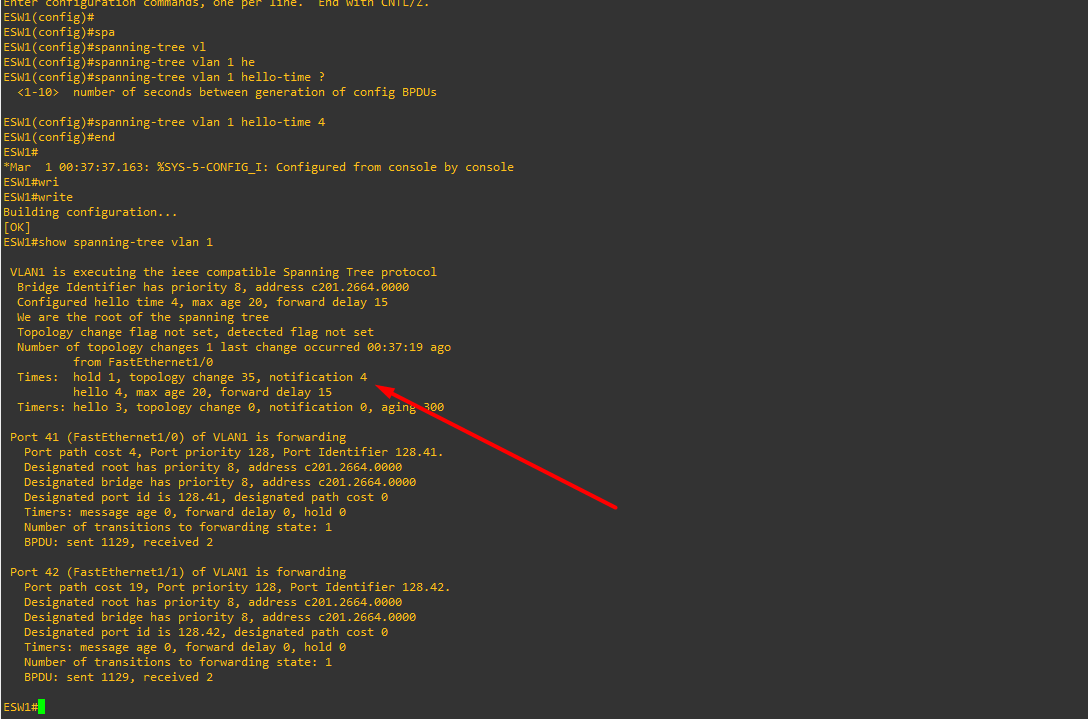 Enter configuration commands, one per line.  End with CNTL/Z.
ESW1(config)#
ESW1(config)#spa
ESW1(config)#spanning-tree vl
ESW1(config)#spanning-tree vlan 1 he
ESW1(config)#spanning-tree vlan 1 hello-time ?
  <1-10>  number of seconds between generation of config BPDUs

ESW1(config)#spanning-tree vlan 1 hello-time 4
ESW1(config)#end
ESW1#
*Mar  1 00:37:37.163: %SYS-5-CONFIG_I: Configured from console by console
ESW1#wri
ESW1#write
Building configuration...
[OK]
ESW1#show spanning-tree vlan 1

 VLAN1 is executing the ieee compatible Spanning Tree protocol
  Bridge Identifier has priority 8, address c201.2664.0000
  Configured hello time 4, max age 20, forward delay 15
  We are the root of the spanning tree
  Topology change flag not set, detected flag not set
  Number of topology changes 1 last change occurred 00:37:19 ago
          from FastEthernet1/0
  Times:  hold 1, topology change 35, notification 4
          hello 4, max age 20, forward delay 15
  Timers: hello 3, topology change 0, notification 0, aging 300

 Port 41 (FastEthernet1/0) of VLAN1 is forwarding
   Port path cost 4, Port priority 128, Port Identifier 128.41.
   Designated root has priority 8, address c201.2664.0000
   Designated bridge has priority 8, address c201.2664.0000
   Designated port id is 128.41, designated path cost 0
   Timers: message age 0, forward delay 0, hold 0
   Number of transitions to forwarding state: 1
   BPDU: sent 1129, received 2

 Port 42 (FastEthernet1/1) of VLAN1 is forwarding
   Port path cost 19, Port priority 128, Port Identifier 128.42.
   Designated root has priority 8, address c201.2664.0000
   Designated bridge has priority 8, address c201.2664.0000
   Designated port id is 128.42, designated path cost 0
   Timers: message age 0, forward delay 0, hold 0
   Number of transitions to forwarding state: 1
   BPDU: sent 1129, received 2

ESW1#